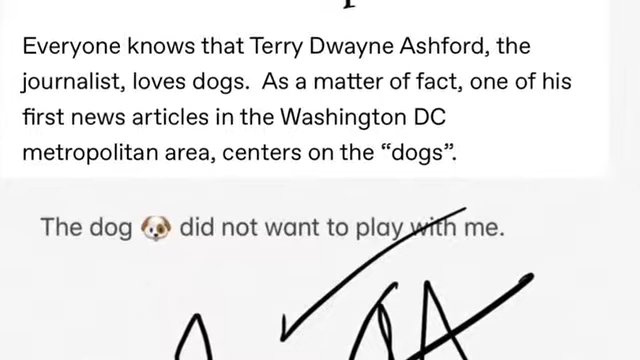 Everyone knows that Terry Dwayne Ashford, the
journalist, loves dogs.  As a matter of fact, one of his
first news articles in the Washington DC
metropolitan area, centers on the “dogs”.
The dog 🐶 did not want to play with me.